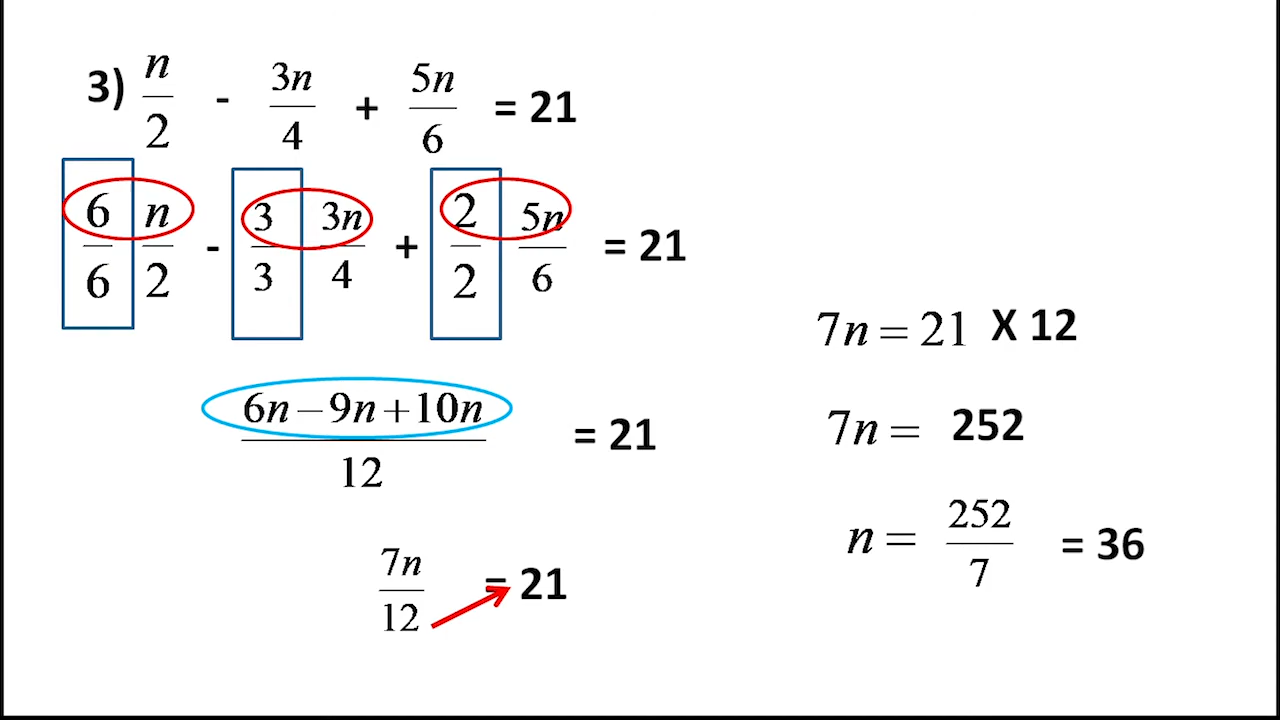 3) n/2 - 3n/4 + 5n/6 = 21
6/6 n/2 - 3/3 3n/4 + 2/2 5n/6 = 21
(6n − 9n + 10n)/12 = 21
7n/12 = 21
7n = 21 X 12
7n = 252
n = 252/7 = 36